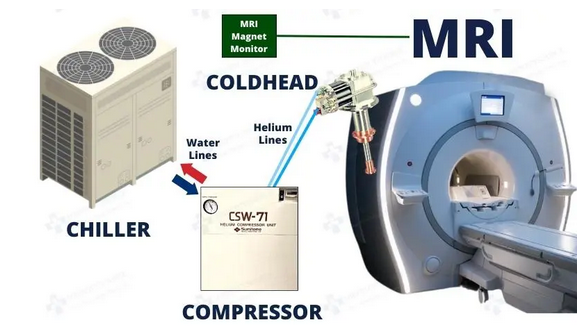 MRI
Magnet
Monitor
MRI
COLDHEAD
Helium
Lines
Water
Lines
CSW-71
HELIUM COMPRESSOR UNIT
Sumitomo
CHILLER
COMPRESSOR